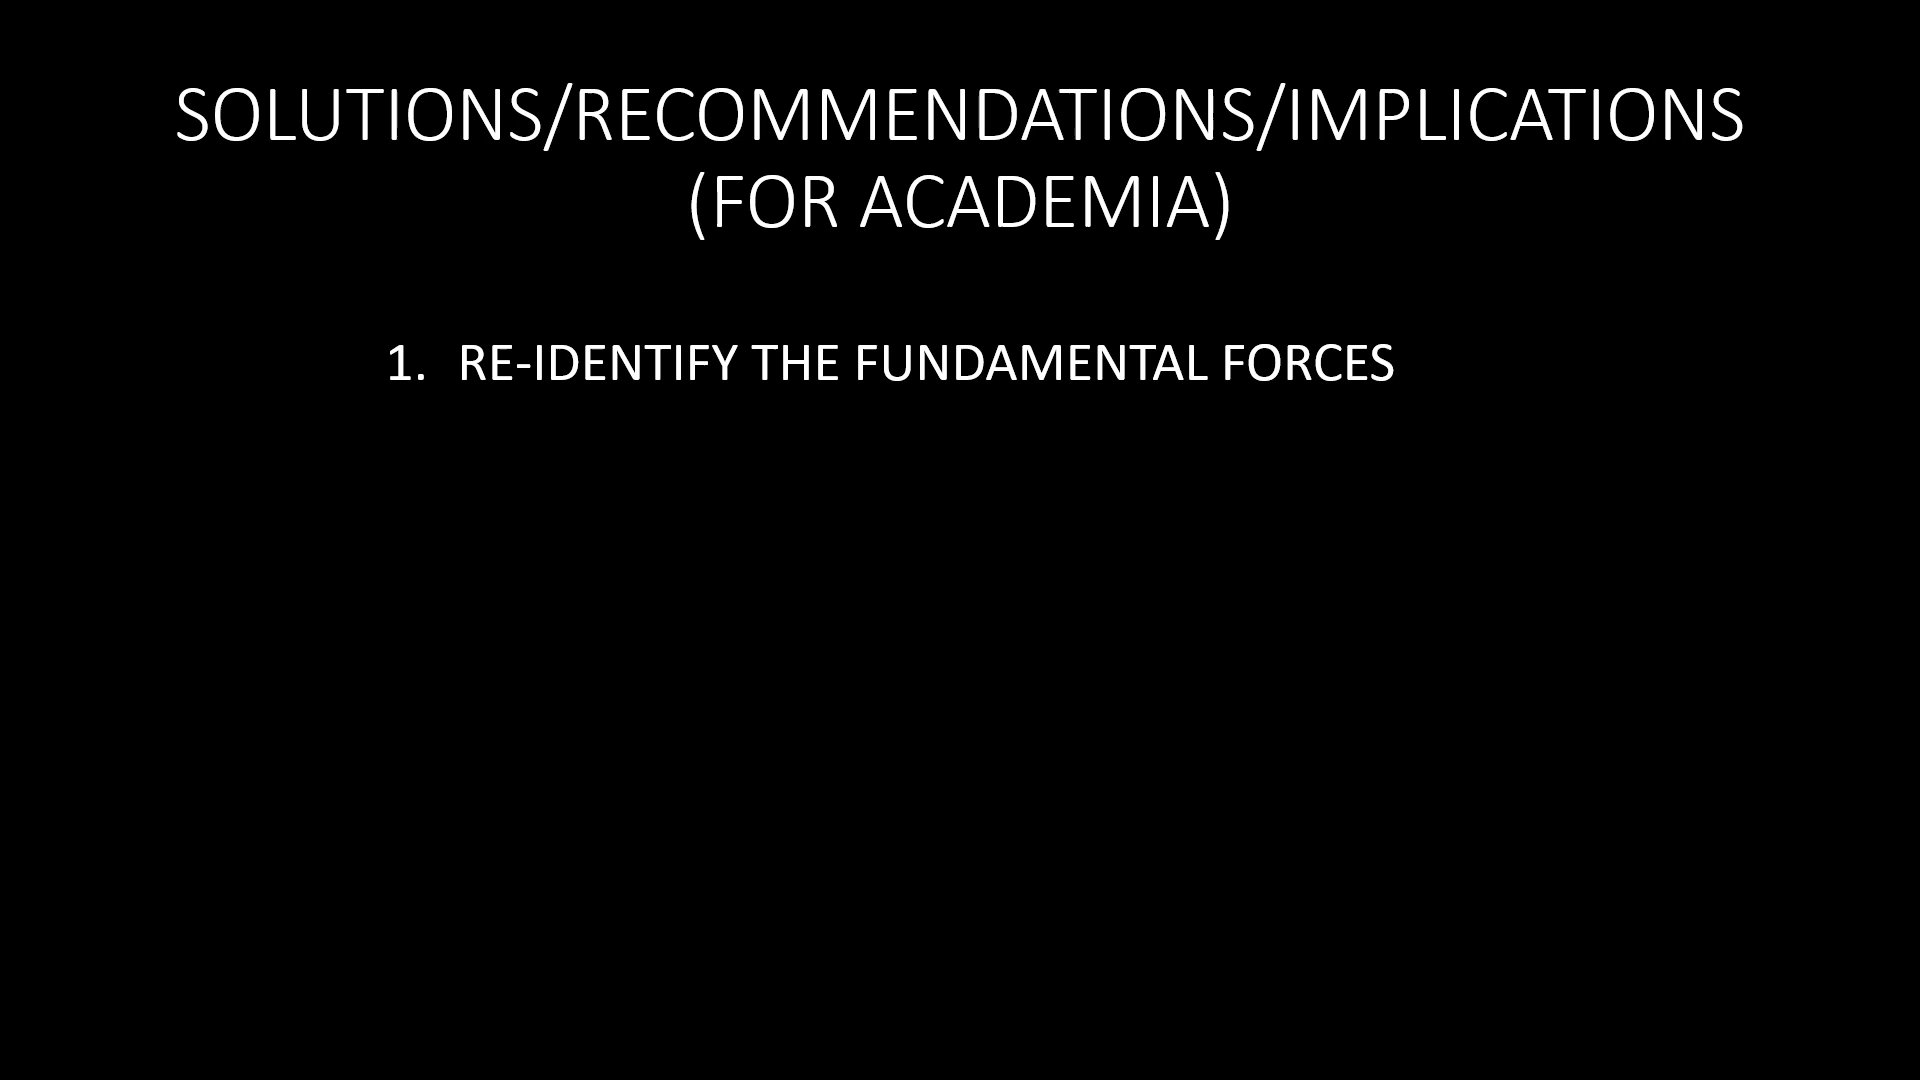 SOLUTIONS/RECOMMENDATIONS/IMPLICATIONS
(FOR ACADEMIA)
1. RE-IDENTIFY THE FUNDAMENTAL FORCES